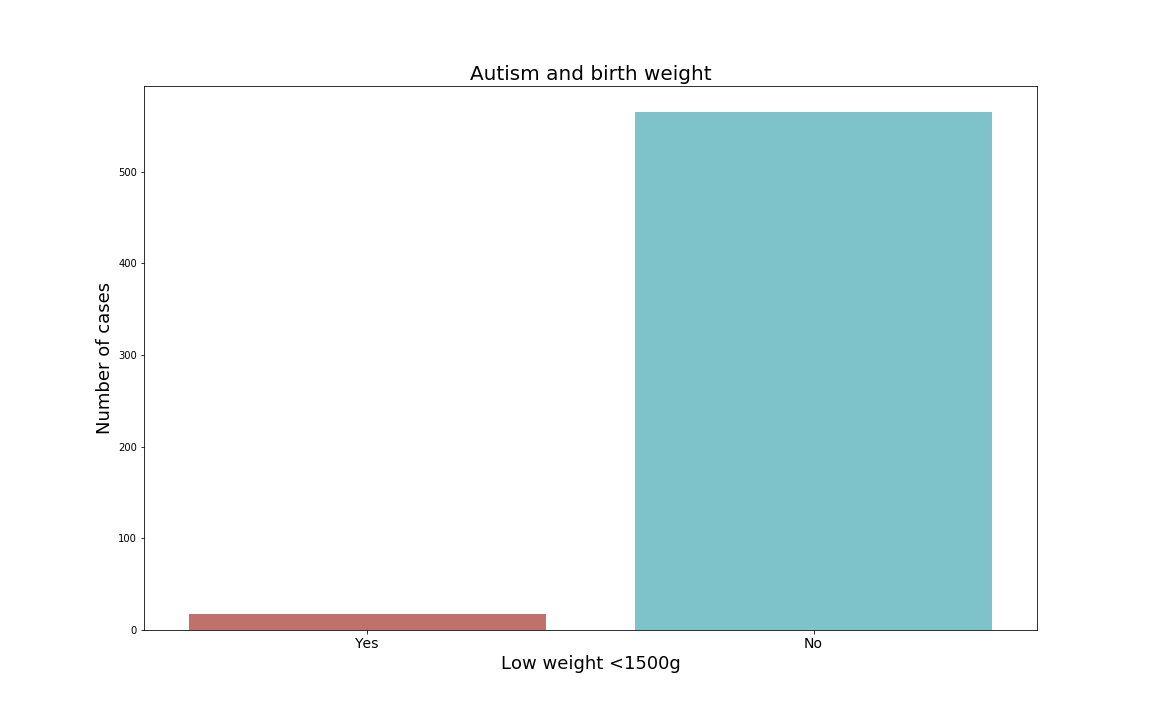 Autism and birth weight
Number of cases
500
400
300
200
100
0
Yes
No
Low weight <1500g